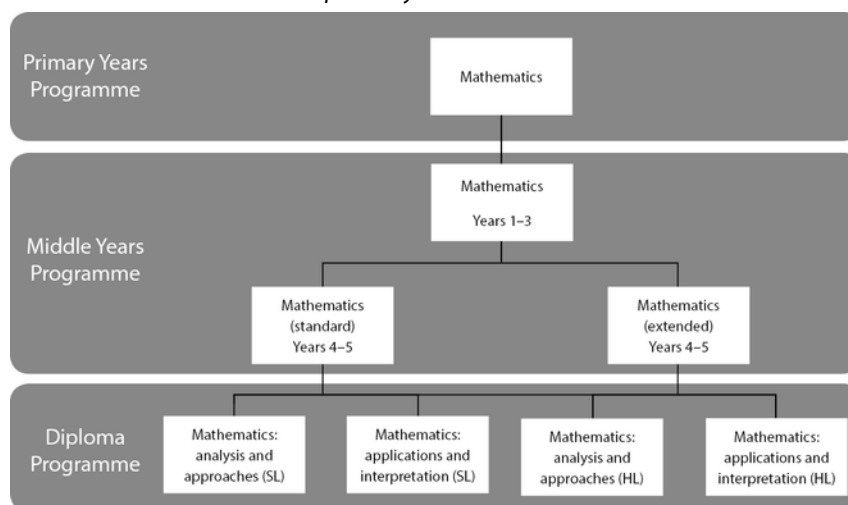 Primary Years
Programme
Mathematics
Mathematics
Years 1–3
Middle Years
Programme
Mathematics
(standard)
Years 4–5
Mathematics
(extended)
Years 4–5
Diploma
Programme
Mathematics:
analysis and
approaches (SL)
Mathematics:
applications and
interpretation (SL)
Mathematics:
analysis and
approaches (HL)
Mathematics:
applications and
interpretation (HL)